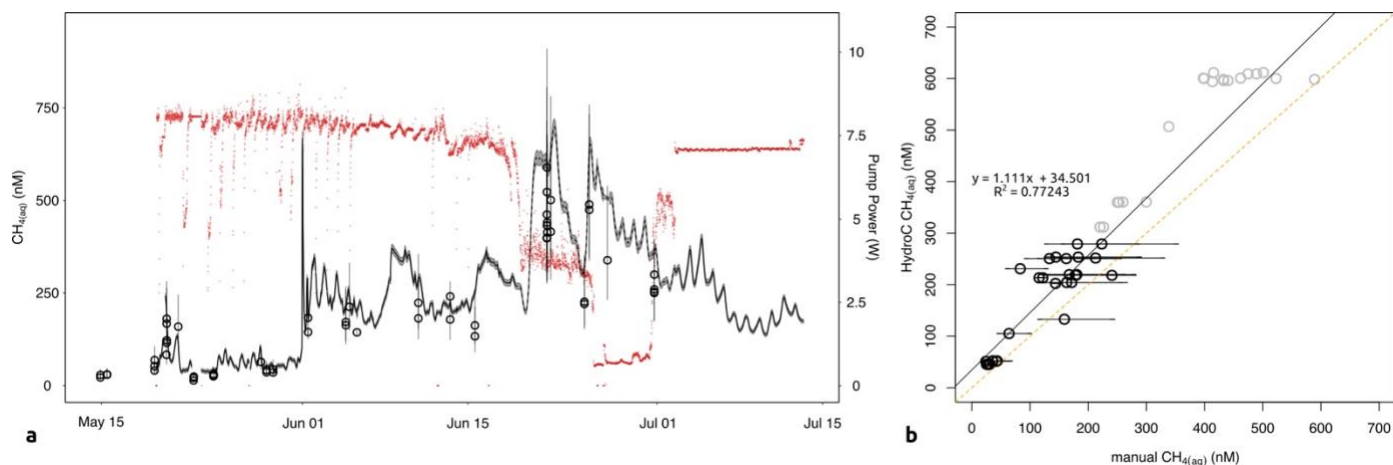 10
750
7.5
CH4(aq) (nM)
Pump Power (W)
500
5
250
2.5
0
0
May 15
Jun 01
Jun 15
Jul 01
Jul 15
a
700
600
500
HydroC CH4(aq) (nM)
400
y = 1.111x + 34.501
R² = 0.77243
300
200
100
0
0 100 200 300 400 500 600 700
manual CH4(aq) (nM)
b